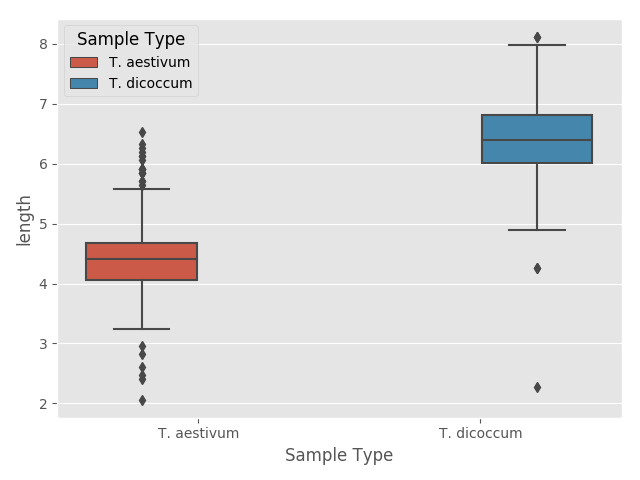 Sample Type
T. aestivum
T. dicoccum
8
7
6
5
4
3
2
length
T. aestivum T. dicoccum
Sample Type